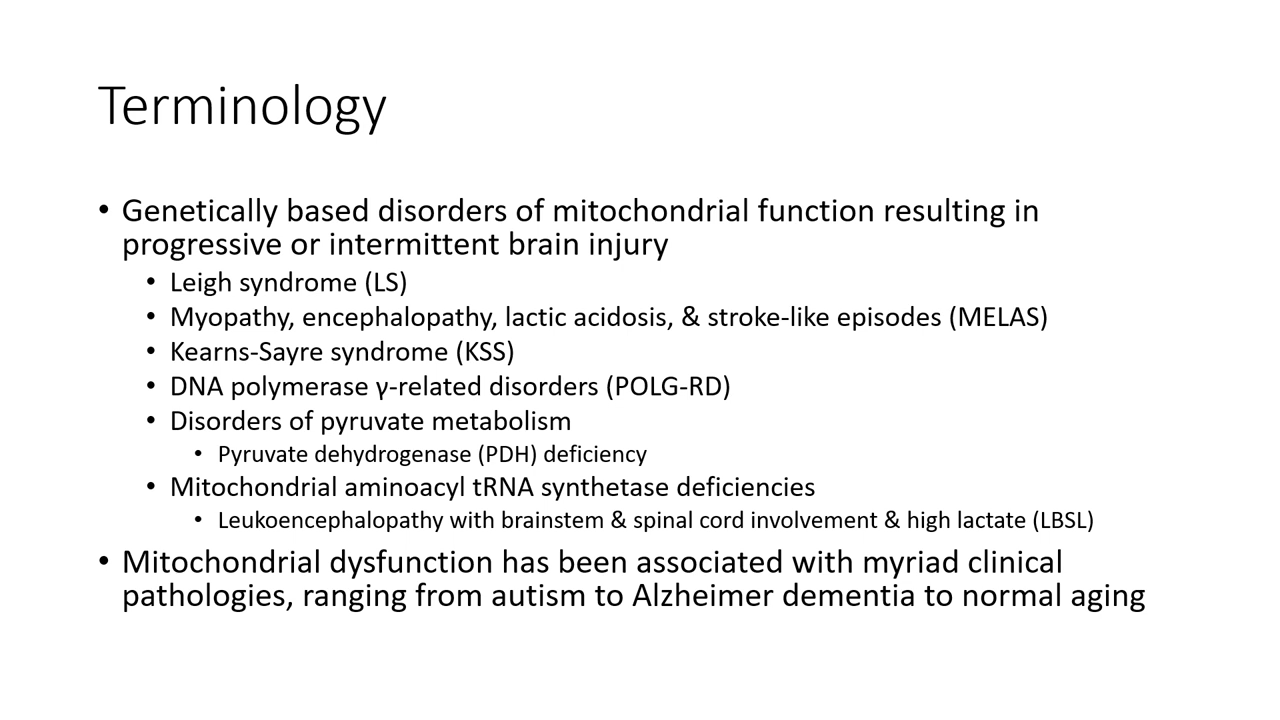 Terminology
• Genetically based disorders of mitochondrial function resulting in
progressive or intermittent brain injury
• Leigh syndrome (LS)
• Myopathy, encephalopathy, lactic acidosis, & stroke-like episodes (MELAS)
• Kearns-Sayre syndrome (KSS)
• DNA polymerase γ-related disorders (POLG-RD)
• Disorders of pyruvate metabolism
• Pyruvate dehydrogenase (PDH) deficiency
• Mitochondrial aminoacyl tRNA synthetase deficiencies
• Leukoencephalopathy with brainstem & spinal cord involvement & high lactate (LBSL)
• Mitochondrial dysfunction has been associated with myriad clinical
pathologies, ranging from autism to Alzheimer dementia to normal aging